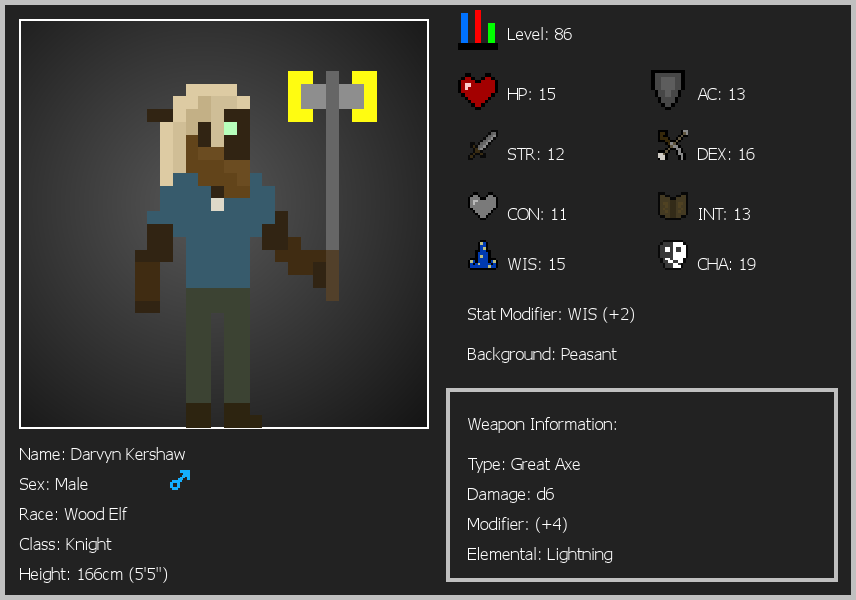 Level: 86
HP: 15
AC: 13
STR: 12
DEX: 16
CON: 11
INT: 13
WIS: 15
CHA: 19
Stat Modifier: WIS (+2)
Background: Peasant
Weapon Information:
Type: Great Axe
Damage: d6
Modifier: (+4)
Elemental: Lightning
Name: Darvyn Kershaw
Sex: Male
Race: Wood Elf
Class: Knight
Height: 166cm (5'5")